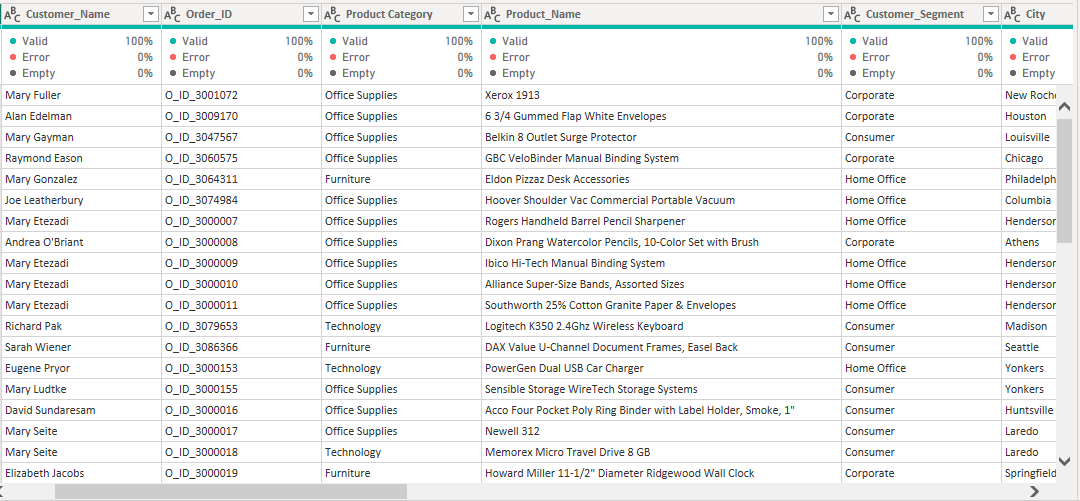 ABC Customer_Name ABC Order_ID ABC Product Category ABC Product_Name ABC Customer_Segment ABC City
Valid 100% Valid 100% Valid 100% Valid 100% Valid 100% Valid
Error 0% Error 0% Error 0% Error 0% Error 0% Error
Empty 0% Empty 0% Empty 0% Empty 0% Empty 0% Empty
Mary Fuller O_ID_3001072 Office Supplies Xerox 1913 Corporate New Roche
Alan Edelman O_ID_3009170 Office Supplies 6 3/4 Gummed Flap White Envelopes Corporate Houston
Mary Gayman O_ID_3047567 Office Supplies Belkin 8 Outlet Surge Protector Consumer Louisville
Raymond Eason O_ID_3060575 Office Supplies GBC VeloBinder Manual Binding System Corporate Chicago
Mary Gonzalez O_ID_3064311 Furniture Eldon Pizzaz Desk Accessories Home Office Philadelph
Joe Leatherbury O_ID_3074984 Office Supplies Hoover Shoulder Vac Commercial Portable Vacuum Home Office Columbia
Mary Etezadi O_ID_3000007 Office Supplies Rogers Handheld Barrel Pencil Sharpener Home Office Henderson
Andrea O'Briant O_ID_3000008 Office Supplies Dixon Prang Watercolor Pencils, 10-Color Set with Brush Corporate Athens
Mary Etezadi O_ID_3000009 Office Supplies Ibico Hi-Tech Manual Binding System Home Office Henderson
Mary Etezadi O_ID_3000010 Office Supplies Alliance Super-Size Bands, Assorted Sizes Home Office Henderson
Mary Etezadi O_ID_3000011 Office Supplies Southworth 25% Cotton Granite Paper & Envelopes Home Office Henderson
Richard Pak O_ID_3079653 Technology Logitech K350 2.4Ghz Wireless Keyboard Consumer Madison
Sarah Wiener O_ID_3086366 Furniture DAX Value U-Channel Document Frames, Easel Back Consumer Seattle
Eugene Pryor O_ID_3000153 Technology PowerGen Dual USB Car Charger Home Office Yonkers
Mary Ludtke O_ID_3000155 Office Supplies Sensible Storage WireTech Storage Systems Consumer Yonkers
David Sundaresam O_ID_3000016 Office Supplies Acco Four Pocket Poly Ring Binder with Label Holder, Smoke, 1" Consumer Huntsville
Mary Seite O_ID_3000017 Office Supplies Newell 312 Consumer Laredo
Mary Seite O_ID_3000018 Technology Memorex Micro Travel Drive 8 GB Consumer Laredo
Elizabeth Jacobs O_ID_3000019 Furniture Howard Miller 11-1/2" Diameter Ridgewood Wall Clock Corporate Springfield